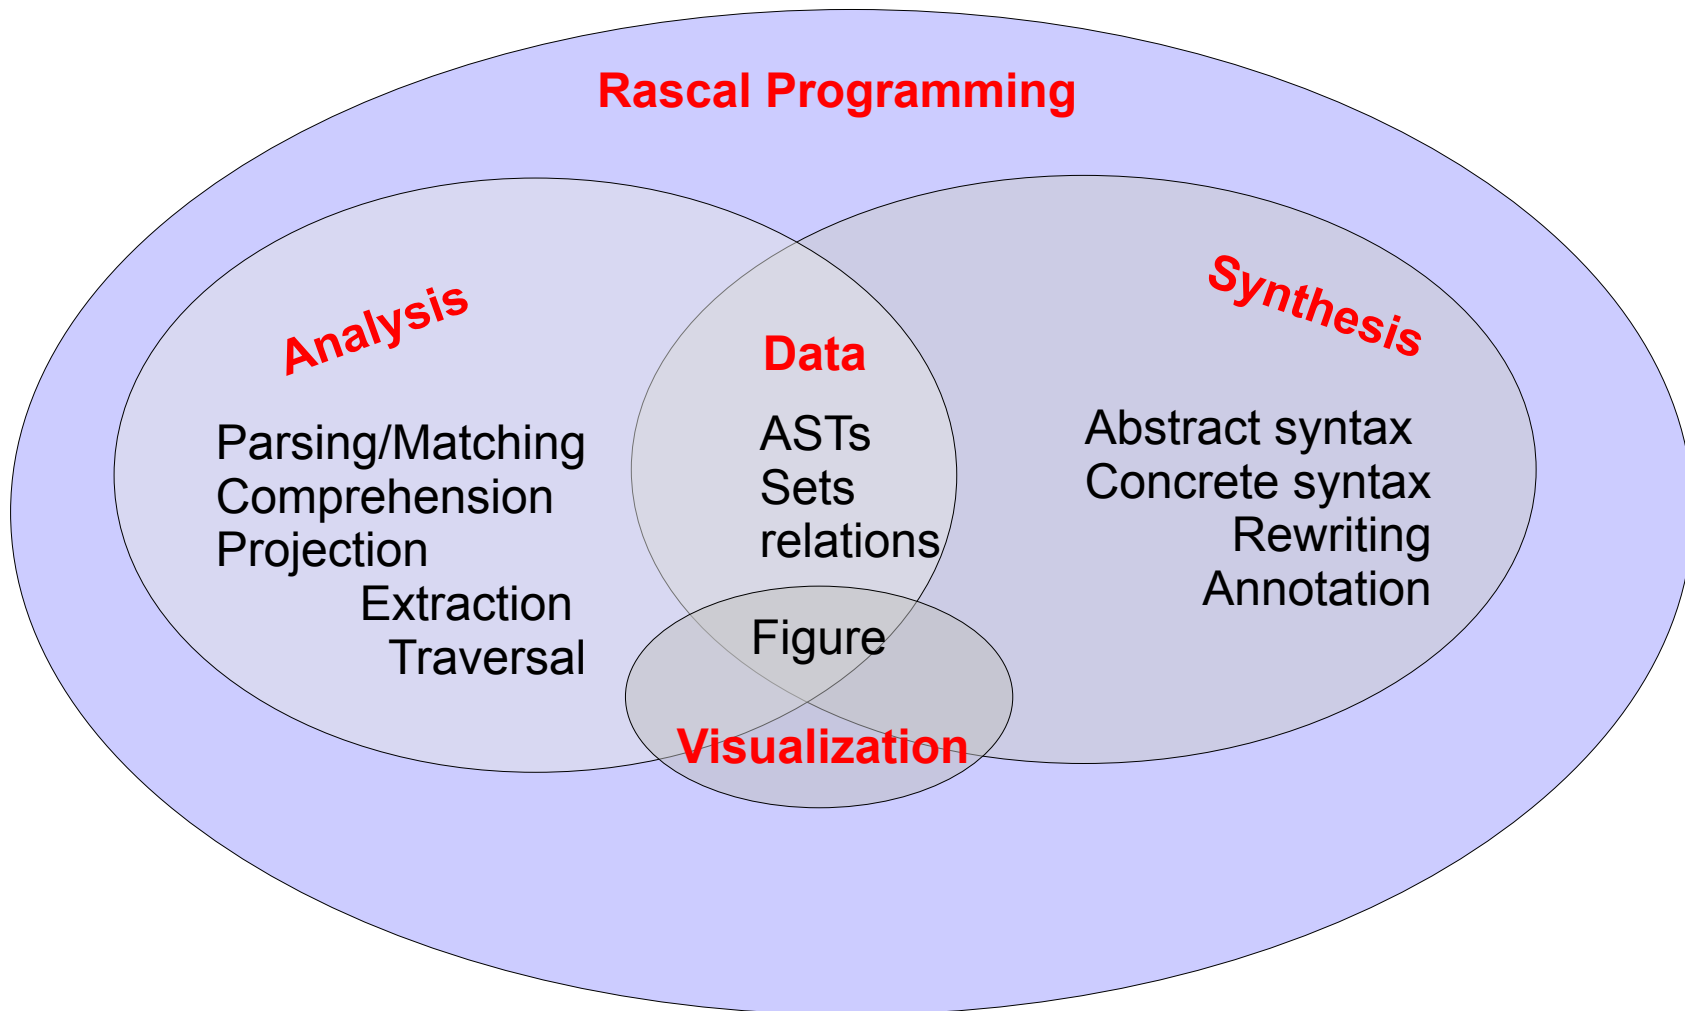 Rascal Programming
Analysis
Parsing/Matching
Comprehension
Projection
Extraction
Traversal
Data
ASTs
Sets
relations
Synthesis
Abstract syntax
Concrete syntax
Rewriting
Annotation
Figure
Visualization